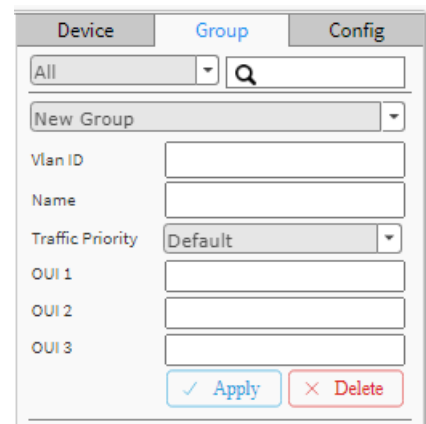 Device Group Config
All
New Group
Vlan ID
Name
Traffic Priority Default
OUI 1
OUI 2
OUI 3
Apply Delete